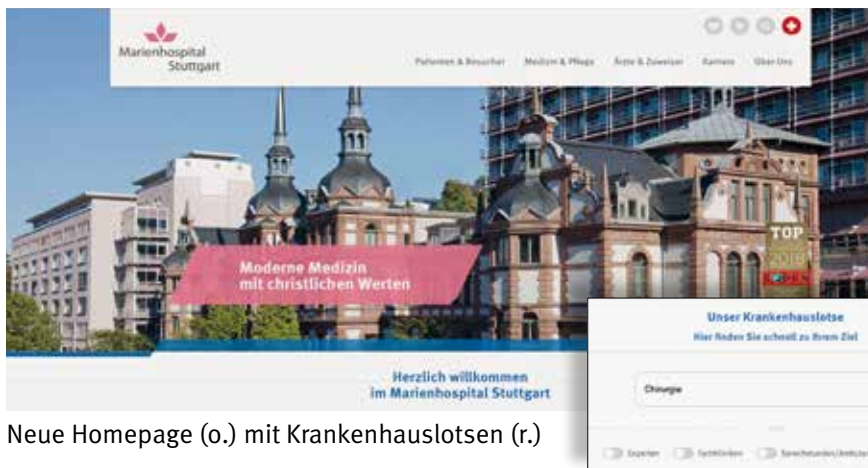 Marienhospital
Stuttgart
Patienten & Besucher Medizin & Pflege Ärzte & Zuweiser Karriere Über Uns
Moderne Medizin
mit christlichen Werten
TOP
2018
Herzlich willkommen
im Marienhospital Stuttgart
Unser Krankenhauslotse
Hier finden Sie schnell zu Ihrem Ziel
Chirurgie
Experten Fachkliniken
Neue Homepage (o.) mit Krankenhauslotsen (r.)